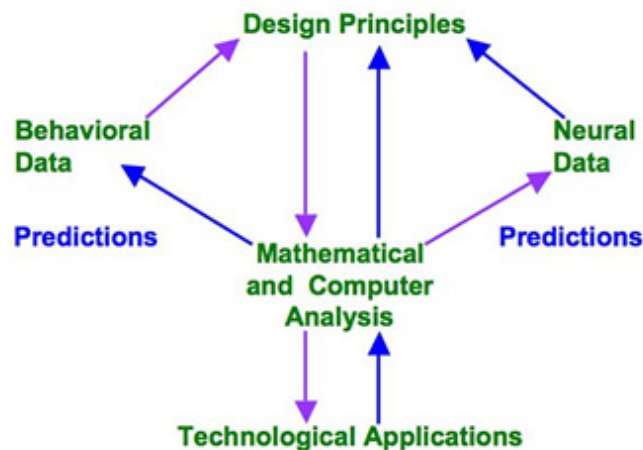 Design Principles
Behavioral
Data
Neural
Data
Predictions
Predictions
Mathematical
and Computer
Analysis
Technological Applications